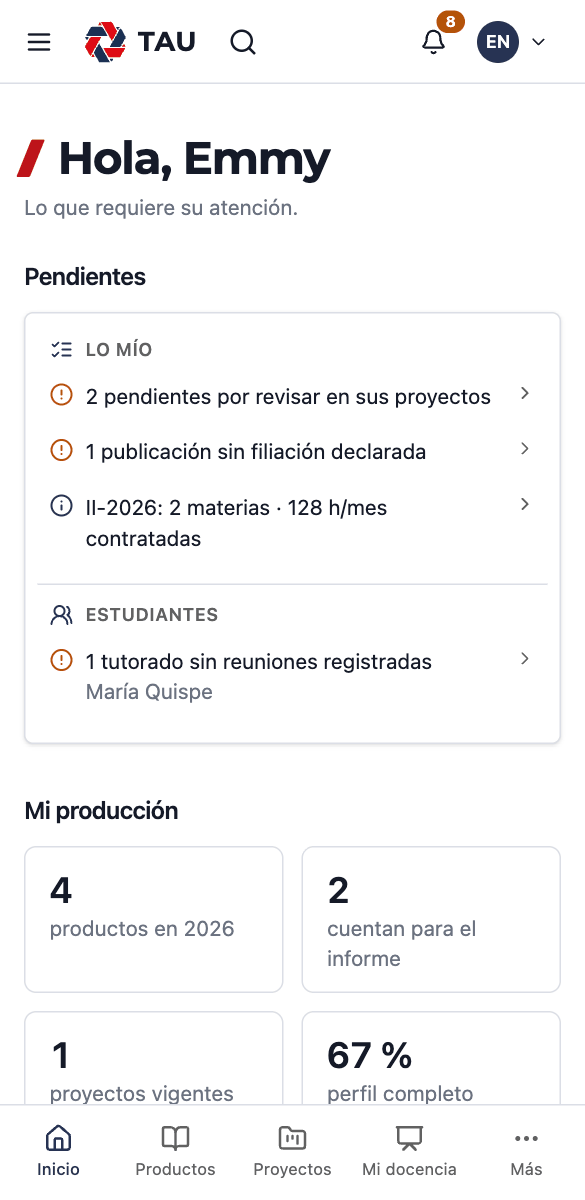 TAU
8
EN
Hola, Emmy
Lo que requiere su atención.
Pendientes
LO MÍO
2 pendientes por revisar en sus proyectos
1 publicación sin filiación declarada
II-2026: 2 materias · 128 h/mes
contratadas
ESTUDIANTES
1 tutorado sin reuniones registradas
María Quispe
Mi producción
4
productos en 2026
2
cuentan para el
informe
1
proyectos vigentes
67 %
perfil completo
Inicio
Productos
Proyectos
Mi docencia
Más